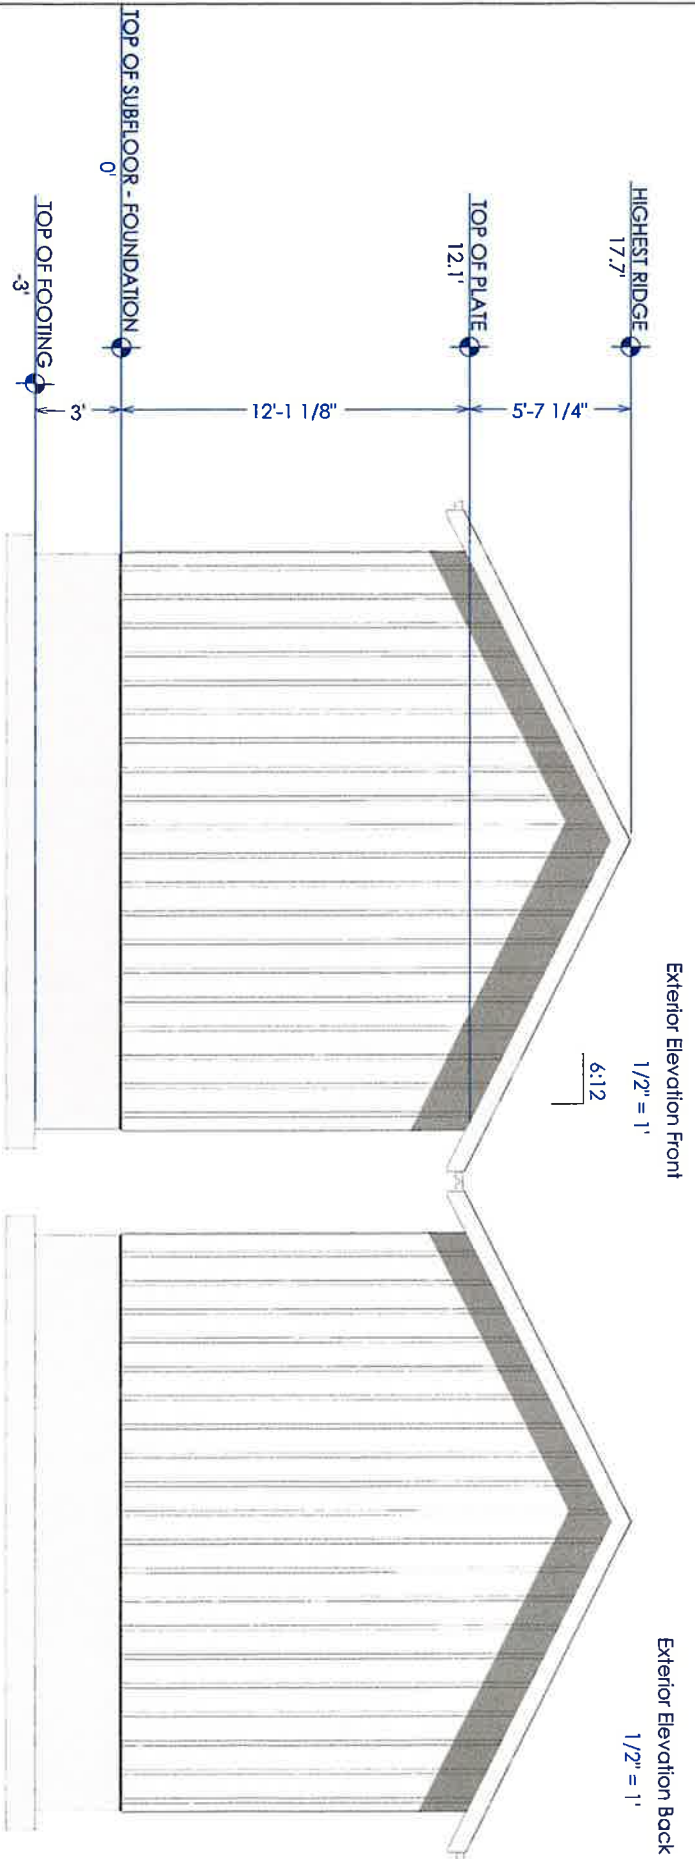 Exterior Elevation Front
1/2" = 1'
Exterior Elevation Back
1/2" = 1'
6:12
HIGHEST RIDGE
17.7'
5'-7 1/4"
TOP OF PLATE
12.1'
12'-1 1/8"
TOP OF SUBFLOOR - FOUNDATION
0'
3'
TOP OF FOOTING
-3'